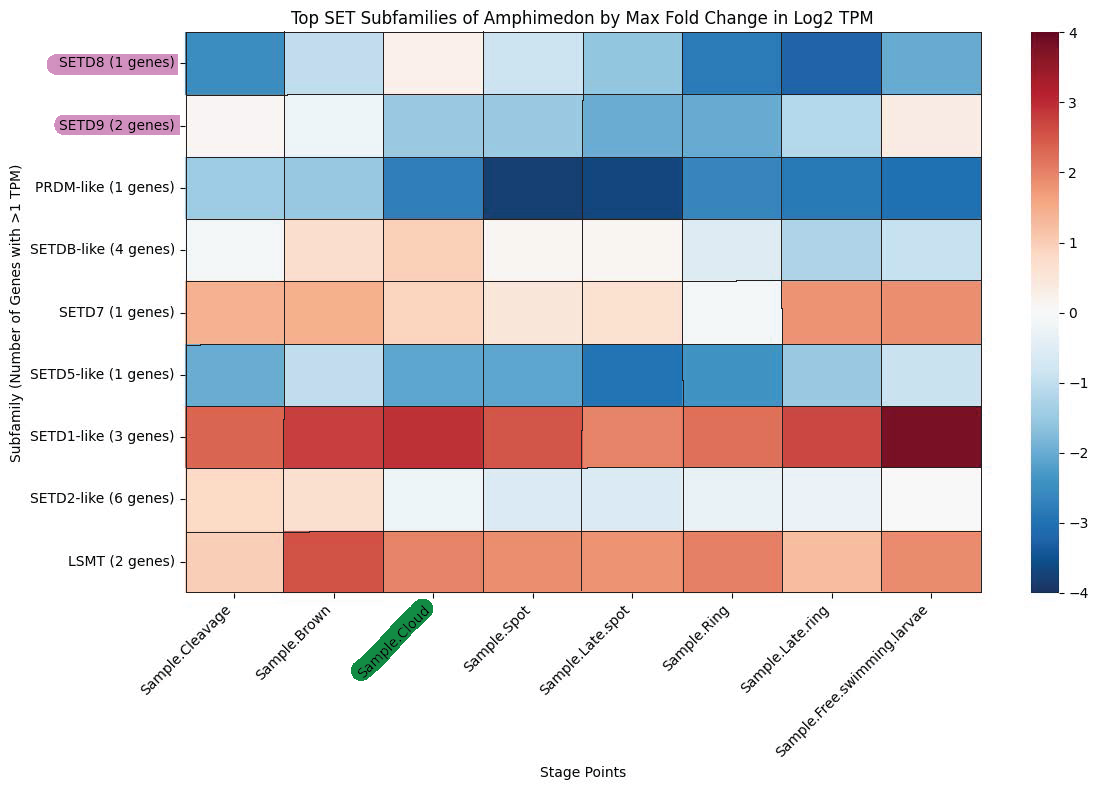 Top SET Subfamilies of Amphimedon by Max Fold Change in Log2 TPM
Subfamily (Number of Genes with >1 TPM)
SETD8 (1 genes)
SETD9 (2 genes)
PRDM-like (1 genes)
SETDB-like (4 genes)
SETD7 (1 genes)
SETD5-like (1 genes)
SETD1-like (3 genes)
SETD2-like (6 genes)
LSMT (2 genes)
Sample.Cleavage
Sample.Brown
Sample.Cloud
Sample.Spot
Sample.Late.spot
Sample.Ring
Sample.Late.ring
Sample.Free.swimming.larvae
Stage Points
4
3
2
1
0
−1
−2
−3
−4